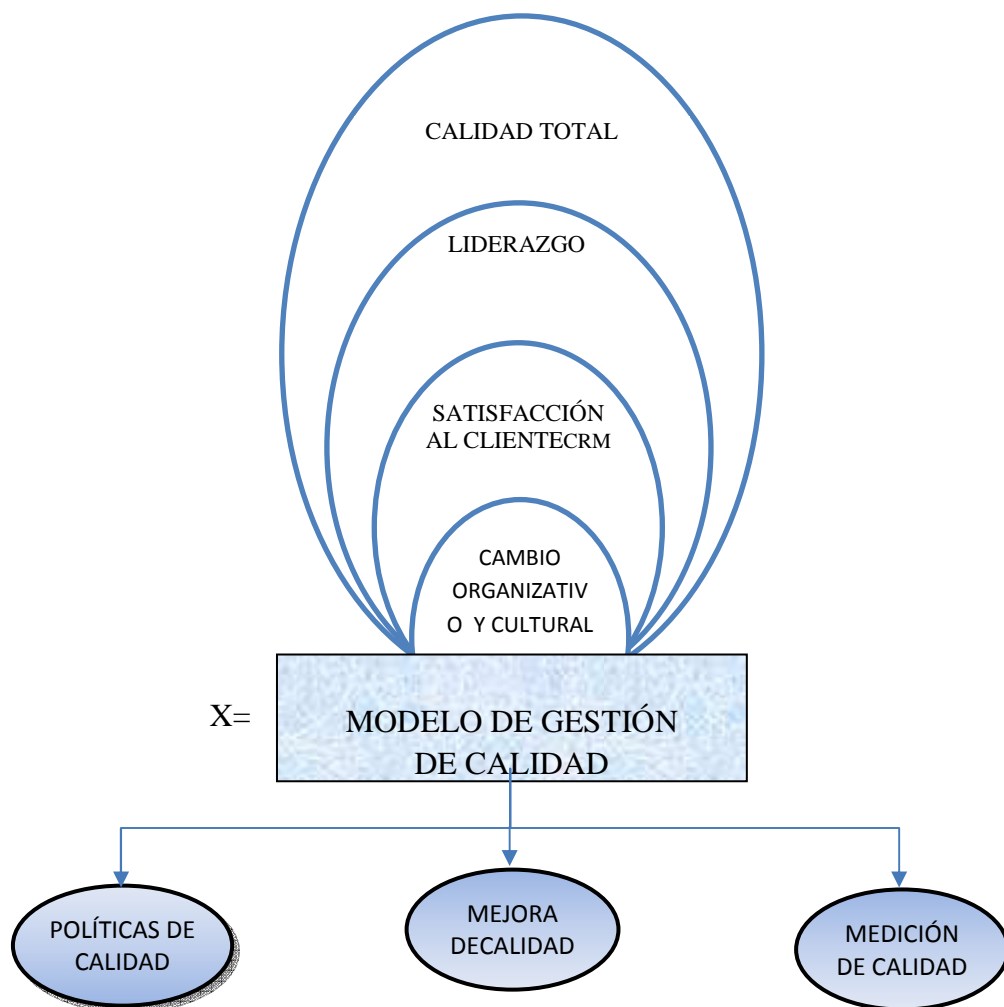 CALIDAD TOTAL
LIDERAZGO
SATISFACCIÓN
AL CLIENTECRM
CAMBIO
ORGANIZATIV
O Y CULTURAL
X=
MODELO DE GESTIÓN
DE CALIDAD
POLÍTICAS DE
CALIDAD
MEJORA
DECALIDAD
MEDICIÓN
DE CALIDAD